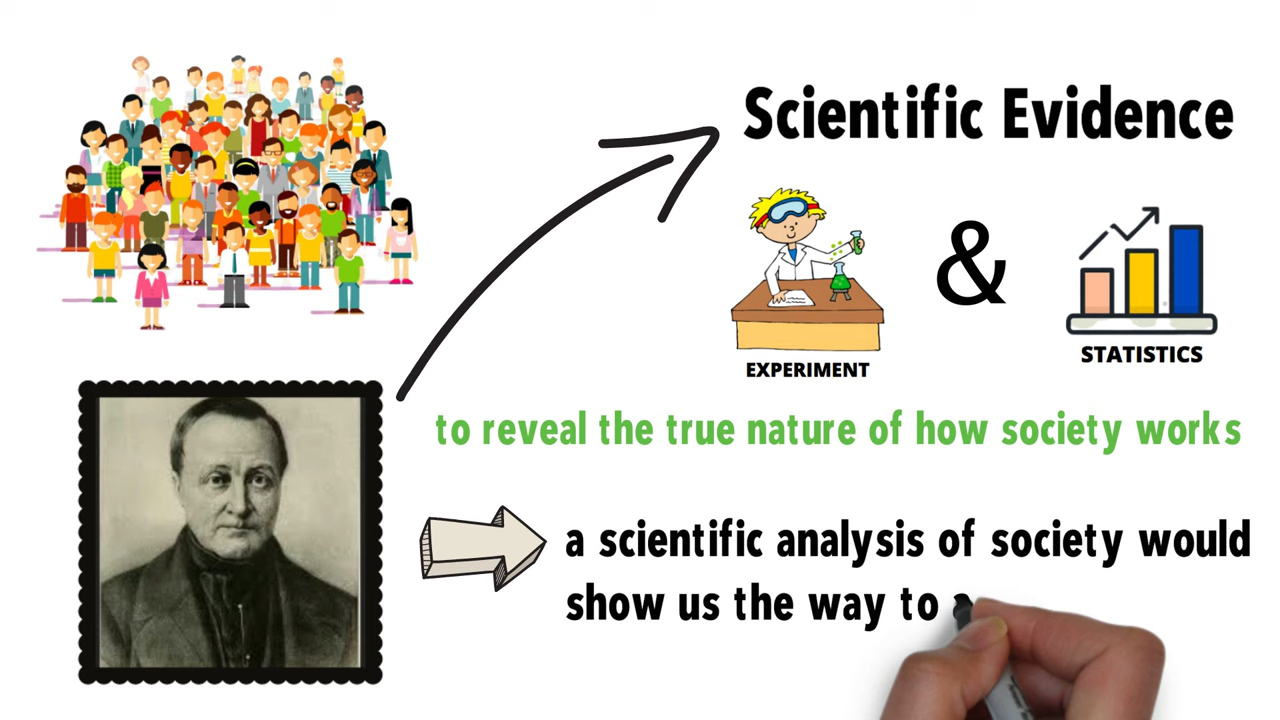 Scientific Evidence
&
EXPERIMENT
STATISTICS
to reveal the true nature of how society works
a scientific analysis of society would
show us the way to